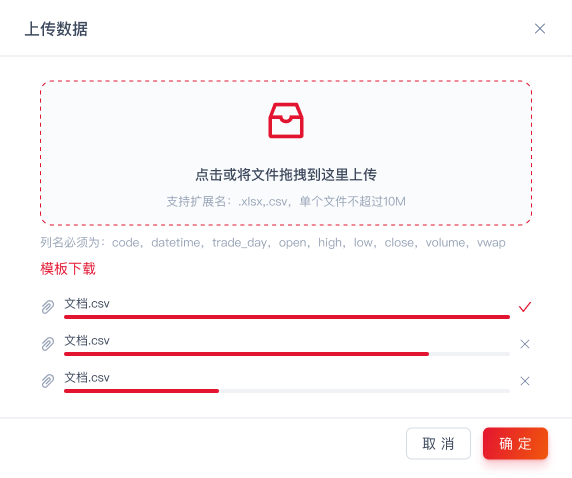 上传数据
点击或将文件拖拽到这里上传
支持扩展名：.xlsx,.csv，单个文件不超过10M
列名必须为：code，datetime，trade_day，open，high，low，close，volume，vwap
模板下载
文档.csv
文档.csv
文档.csv
取 消
确 定